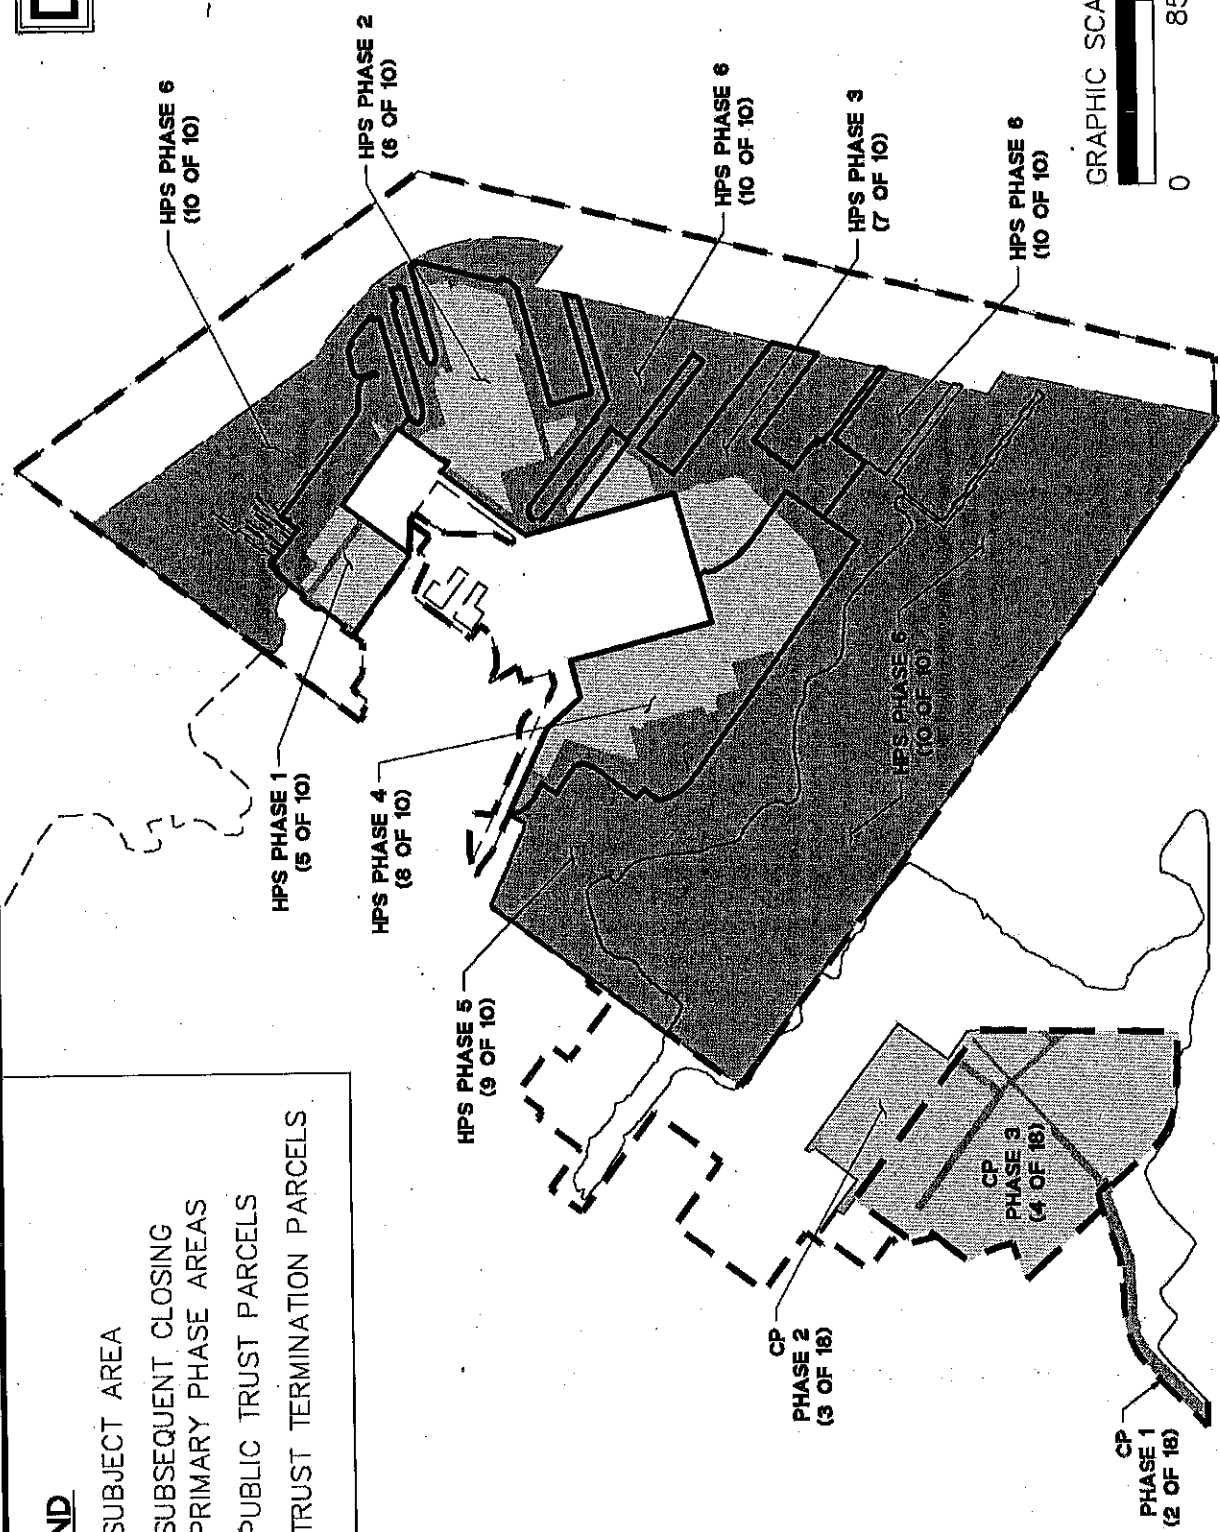 ND
SUBJECT AREA
SUBSEQUENT CLOSING
PRIMARY PHASE AREAS
PUBLIC TRUST PARCELS
TRUST TERMINATION PARCELS
HPS PHASE 6
(10 OF 10)
HPS PHASE 2
(6 OF 10)
HPS PHASE 1
(5 OF 10)
HPS PHASE 4
(8 OF 10)
HPS PHASE 5
(9 OF 10)
HPS PHASE 6
(10 OF 10)
HPS PHASE 3
(7 OF 10)
HPS PHASE 6
(10 OF 10)
HPS PHASE 6
(10 OF 10)
CP
PHASE 2
(3 OF 18)
CP
PHASE 3
(4 OF 18)
CP
PHASE 1
(2 OF 18)
GRAPHIC SCA
0
85